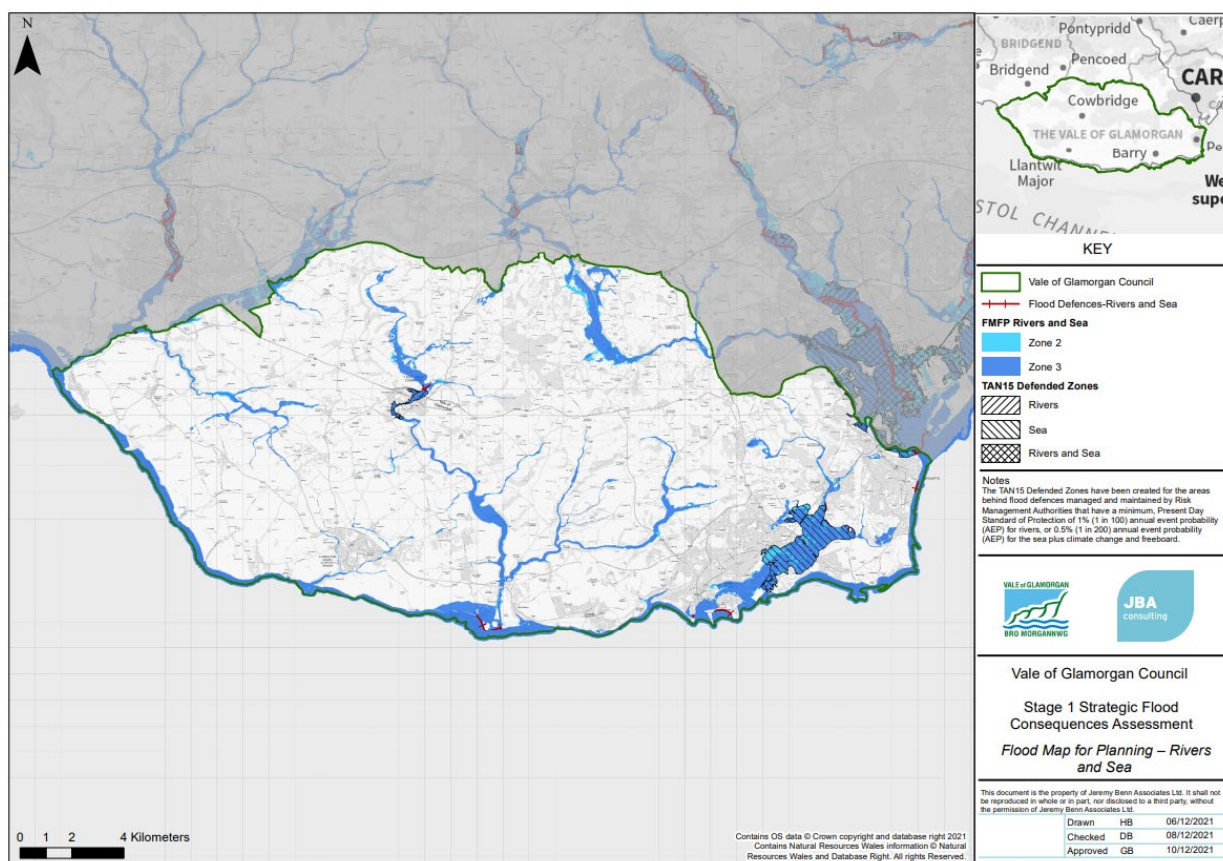 N
0 1 2 4 Kilometers
Contains OS data © Crown copyright and database right 2021
Contains Natural Resources Wales information © Natural
Resources Wales and Database Right. All rights Reserved.
Pontypridd
Caerp
BRIDGEND
Pencoed
Bridgend
CAR
Cowbridge
THE VALE OF GLAMORGAN
Barry
Pe
Llantwit
Major
We
supe
STOL CHANNE
KEY
Vale of Glamorgan Council
Flood Defences-Rivers and Sea
FMFP Rivers and Sea
Zone 2
Zone 3
TAN15 Defended Zones
Rivers
Sea
Rivers and Sea
Notes
The TAN15 Defended Zones have been created for the areas
behind flood defences managed and maintained by Risk
Management Authorities that have a minimum, Present Day
Standard of Protection of 1% (1 in 100) annual event probability
(AEP) for rivers, or 0.5% (1 in 200) annual event probability
(AEP) for the sea plus climate change and freeboard.
VALE of GLAMORGAN
BRO MORGANNWG
JBA
consulting
Vale of Glamorgan Council
Stage 1 Strategic Flood
Consequences Assessment
Flood Map for Planning – Rivers
and Sea
This document is the property of Jeremy Benn Associates Ltd. It shall not
be reproduced in whole or in part, nor disclosed to a third party, without
the permission of Jeremy Benn Associates Ltd.
Drawn HB 06/12/2021
Checked DB 08/12/2021
Approved GB 10/12/2021